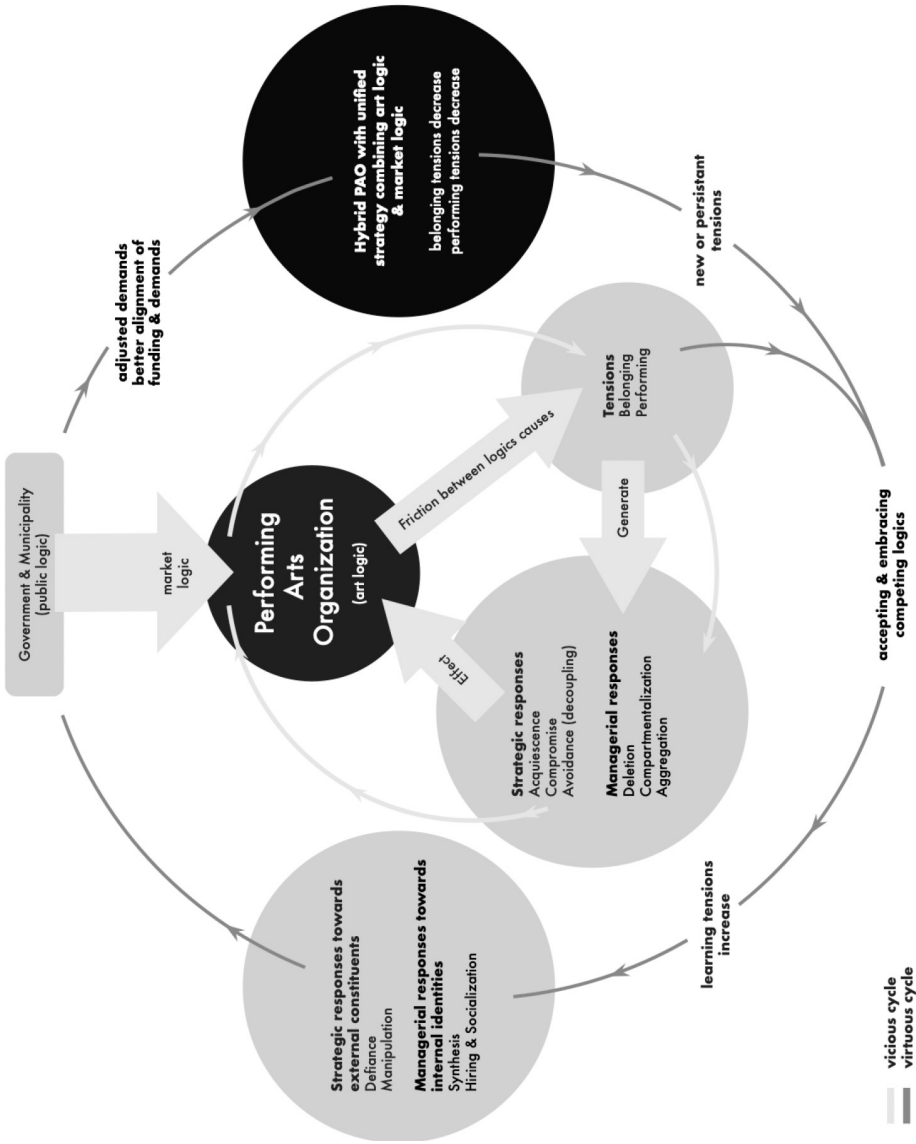 Government & Municipality
(public logic)
market
logic
adjusted demands
better alignment of
funding & demands
Hybrid PAO with unified
strategy combining art logic
& market logic
belonging tensions decrease
performing tensions decrease
Performing
Arts
Organization
(art logic)
Friction between logics causes
Effect
Tensions
Belonging
Performing
Generate
new or persistant
tensions
Strategic responses
Acquiescence
Compromise
Avoidance (decoupling)
Managerial responses
Deletion
Compartmentalization
Aggregation
Strategic responses towards
external constituents
Defiance
Manipulation
Managerial responses towards
internal identities
Synthesis
Hiring & Socialization
accepting & embracing
competing logics
learning tensions
increase
vicious cycle
virtuous cycle